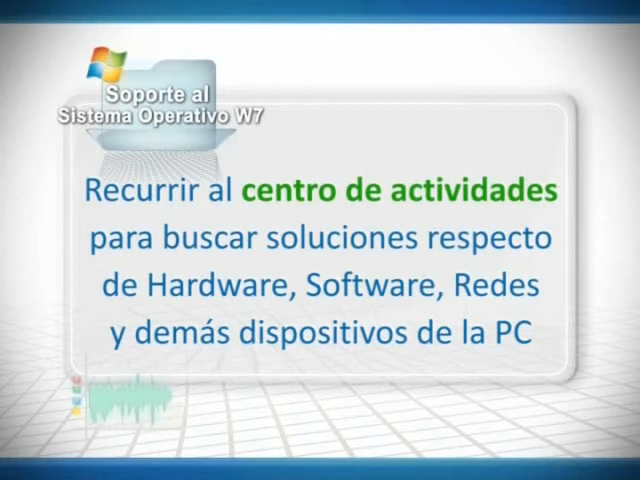 Soporte al
Sistema Operativo W7
Recurrir al centro de actividades
para buscar soluciones respecto
de Hardware, Software, Redes
y demás dispositivos de la PC